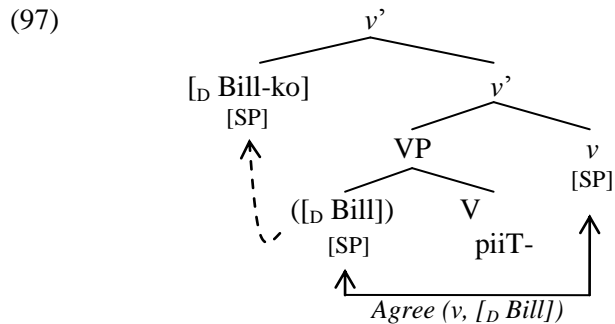 (97)
v’
[D Bill-ko] v’
[SP]
VP v
[SP]
([D Bill]) V
[SP] piiT-
Agree (v, [D Bill])